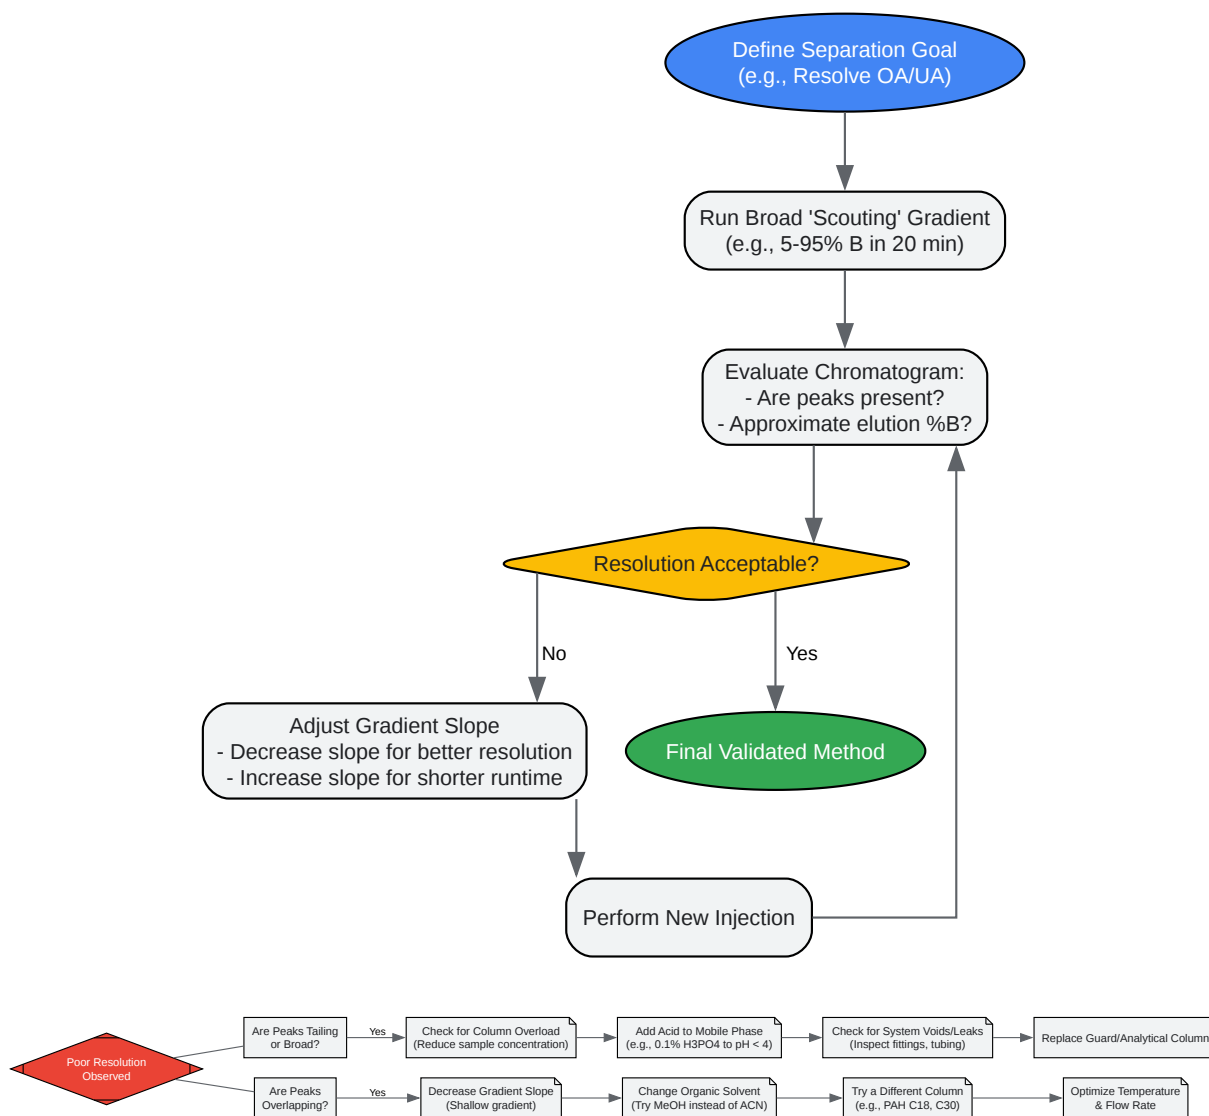 Define Separation Goal
(e.g., Resolve OA/UA)
Run Broad 'Scouting' Gradient
(e.g., 5-95% B in 20 min)
Evaluate Chromatogram:
- Are peaks present?
- Approximate elution %B?
Resolution Acceptable?
No
Yes
Adjust Gradient Slope
- Decrease slope for better resolution
- Increase slope for shorter runtime
Final Validated Method
Perform New Injection
Poor Resolution
Observed
Are Peaks Tailing
or Broad?
Yes
Check for Column Overload
(Reduce sample concentration)
Add Acid to Mobile Phase
(e.g., 0.1% H3PO4 to pH < 4)
Check for System Voids/Leaks
(Inspect fittings, tubing)
Replace Guard/Analytical Column
Are Peaks
Overlapping?
Yes
Decrease Gradient Slope
(Shallow gradient)
Change Organic Solvent
(Try MeOH instead of ACN)
Try a Different Column
(e.g., PAH C18, C30)
Optimize Temperature
& Flow Rate